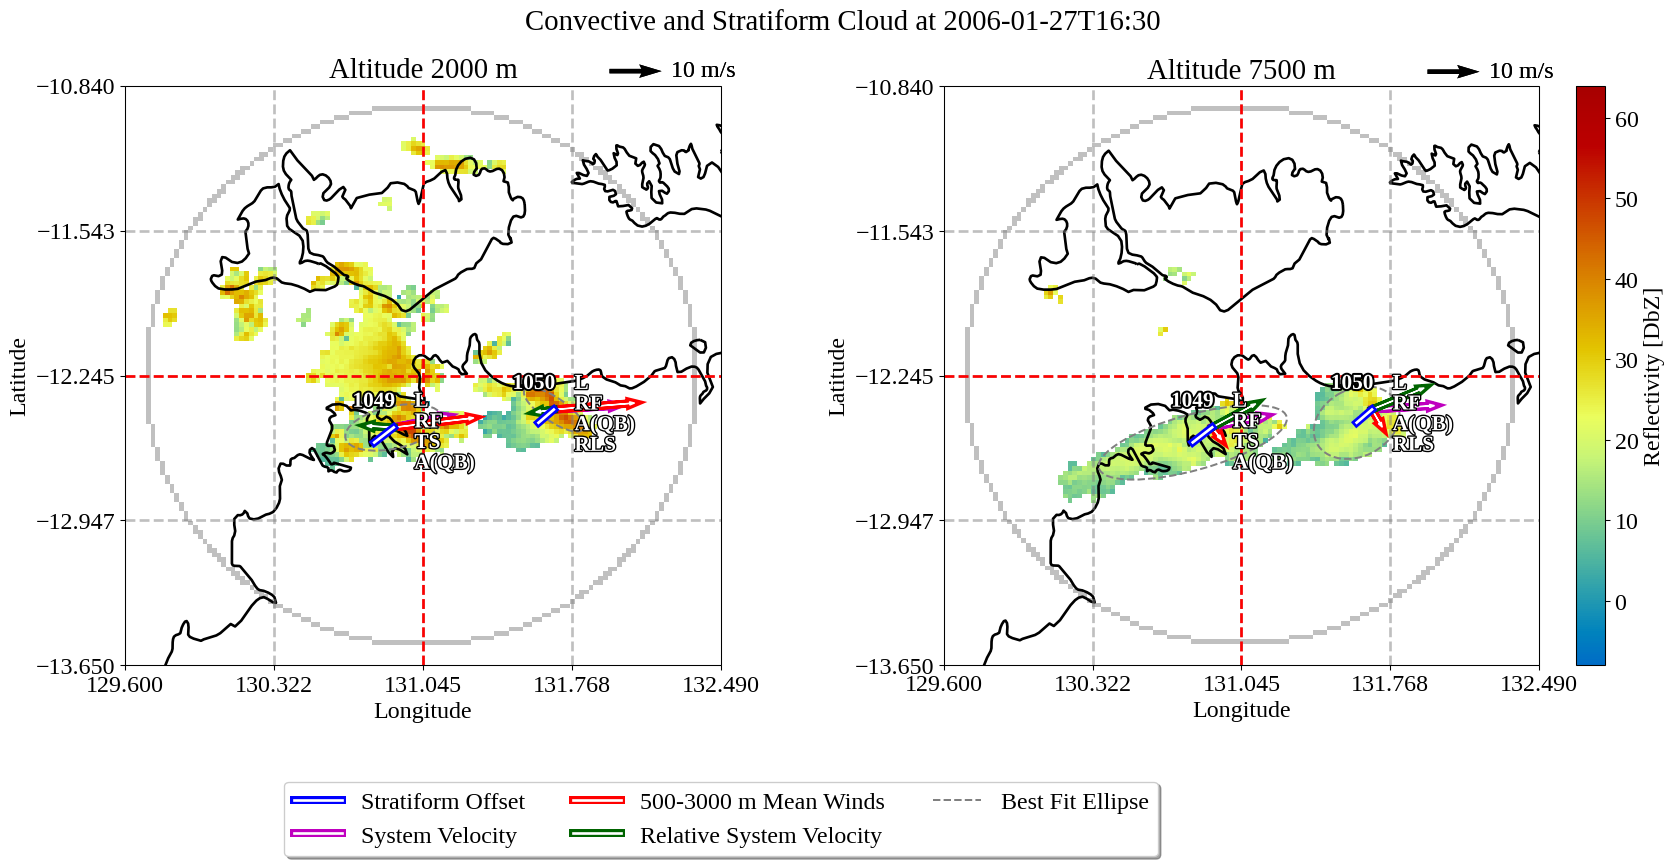 Convective and Stratiform Cloud at 2006-01-27T16:30
Altitude 2000 m
10 m/s
Altitude 7500 m
10 m/s
−10.840
−11.543
−12.245
−12.947
−13.650
Latitude
129.600
130.322
131.045
131.768
132.490
Longitude
1049
L
RF
TS
A(QB)
1050
L
RF
A(QB)
RLS
−10.840
−11.543
−12.245
−12.947
−13.650
Latitude
129.600
130.322
131.045
131.768
132.490
Longitude
1049
L
RF
TS
A(QB)
1050
L
RF
A(QB)
RLS
60
50
40
30
20
10
0
Reflectivity [DbZ]
Stratiform Offset
System Velocity
500-3000 m Mean Winds
Relative System Velocity
Best Fit Ellipse